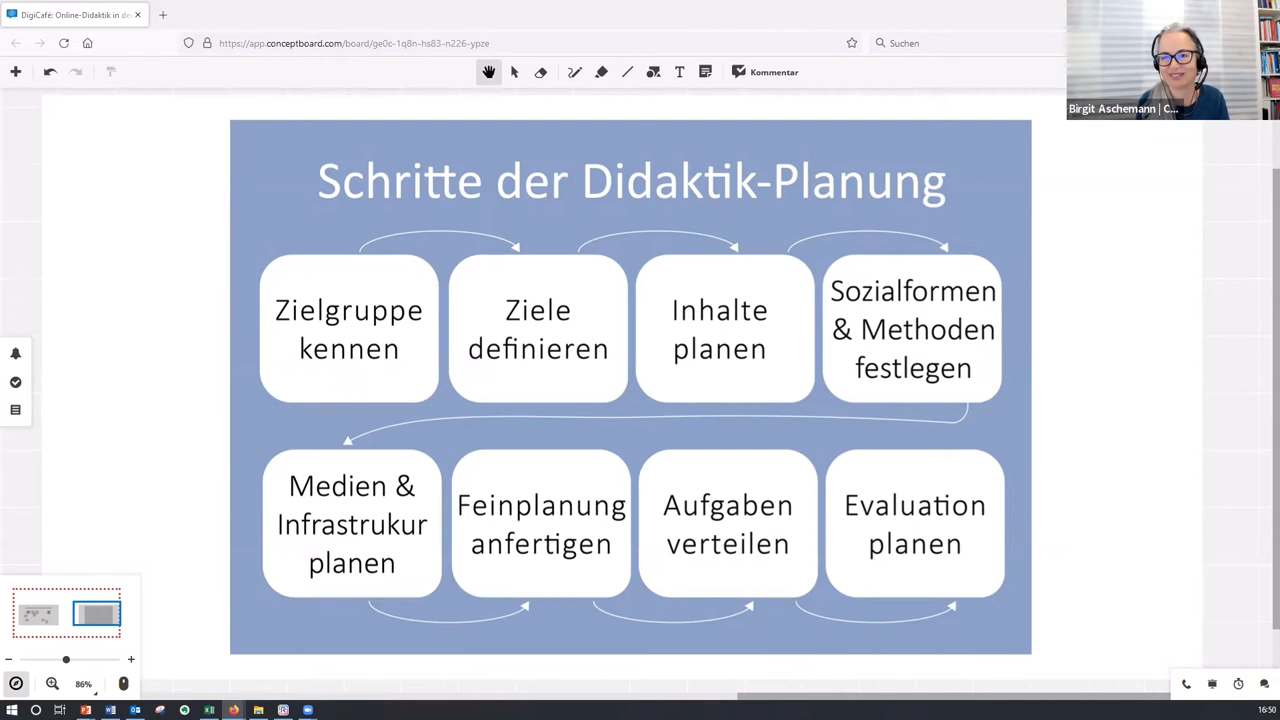 DigiCafé: Online-Didaktik in de
https://app.conceptboard.com/board/ge0c-1q8n-hs83-n226-ypze
Suchen
Kommentar
Birgit Aschemann | C...
Schritte der Didaktik-Planung
Zielgruppe
kennen
Ziele
definieren
Inhalte
planen
Sozialformen
& Methoden
festlegen
Medien &
Infrastrukur
planen
Feinplanung
anfertigen
Aufgaben
verteilen
Evaluation
planen
86%
16:50